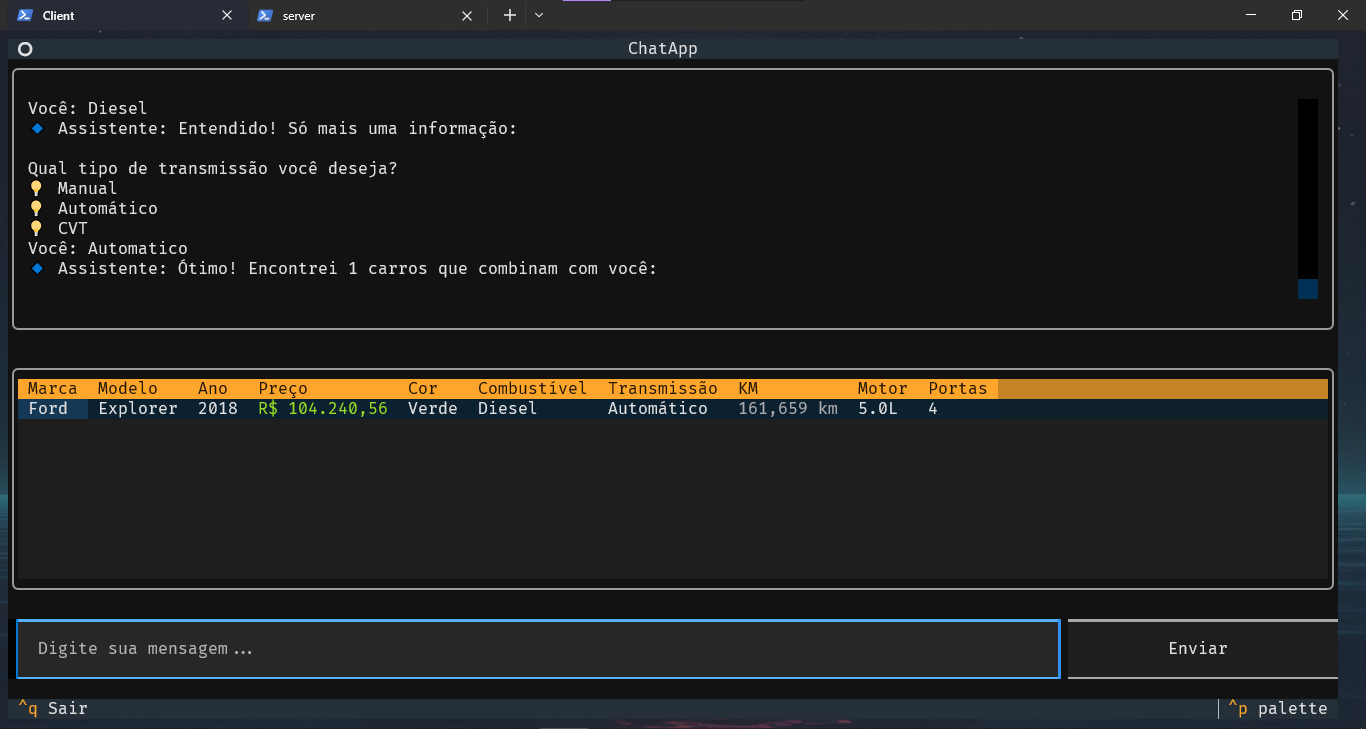 Client
server
ChatApp
Você: Diesel
🔹 Assistente: Entendido! Só mais uma informação:
Qual tipo de transmissão você deseja?
💡 Manual
💡 Automático
💡 CVT
Você: Automatico
🔹 Assistente: Ótimo! Encontrei 1 carros que combinam com você:
Marca Modelo Ano Preço Cor Combustível Transmissão KM Motor Portas
Ford Explorer 2018 R$ 104.240,56 Verde Diesel Automático 161,659 km 5.0L 4
Digite sua mensagem...
Enviar
^q Sair
^p palette